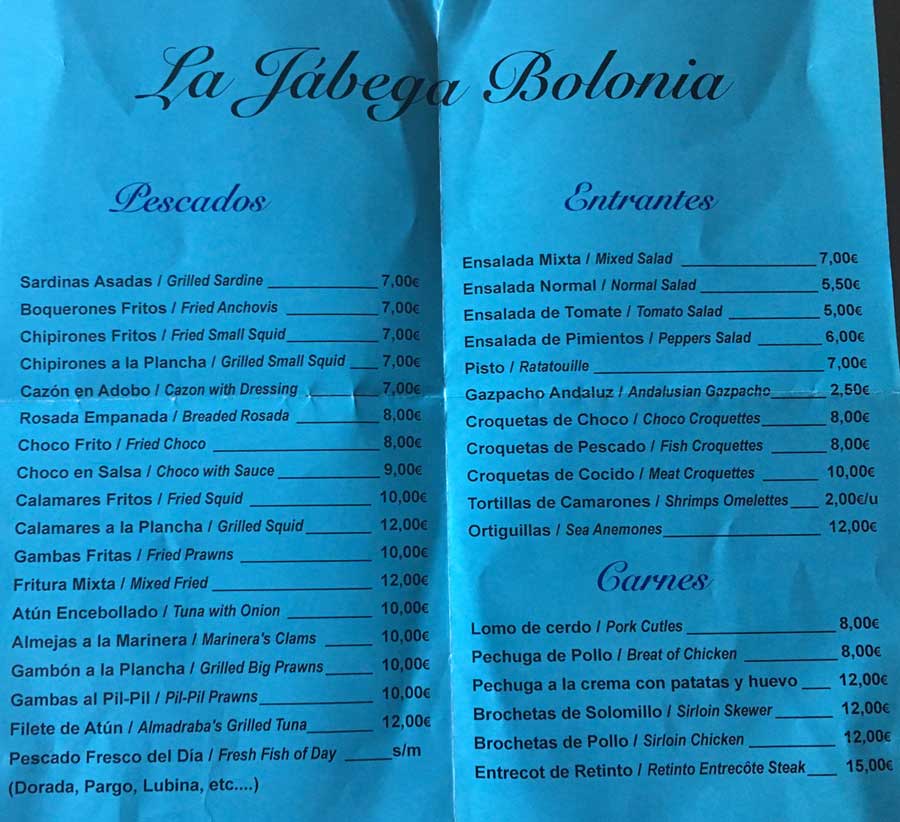 La Jábega Bolonia
Pescados
Sardinas Asadas / Grilled Sardine 7,00€
Boquerones Fritos / Fried Anchovis 7,00€
Chipirones Fritos / Fried Small Squid 7,00€
Chipirones a la Plancha / Grilled Small Squid 7,00€
Cazón en Adobo / Cazon with Dressing 7,00€
Rosada Empanada / Breaded Rosada 8,00€
Choco Frito / Fried Choco 8,00€
Choco en Salsa / Choco with Sauce 9,00€
Calamares Fritos / Fried Squid 10,00€
Calamares a la Plancha / Grilled Squid 12,00€
Gambas Fritas / Fried Prawns 10,00€
Fritura Mixta / Mixed Fried 12,00€
Atún Encebollado / Tuna with Onion 10,00€
Almejas a la Marinera / Marinera's Clams 10,00€
Gambón a la Plancha / Grilled Big Prawns 10,00€
Gambas al Pil-Pil / Pil-Pil Prawns 10,00€
Filete de Atún / Almadraba's Grilled Tuna 12,00€
Pescado Fresco del Día / Fresh Fish of Day s/m
(Dorada, Pargo, Lubina, etc....)
Entrantes
Ensalada Mixta / Mixed Salad 7,00€
Ensalada Normal / Normal Salad 5,50€
Ensalada de Tomate / Tomato Salad 5,00€
Ensalada de Pimientos / Peppers Salad 6,00€
Pisto / Ratatouille 7,00€
Gazpacho Andaluz / Andalusian Gazpacho 2,50€
Croquetas de Choco / Choco Croquettes 8,00€
Croquetas de Pescado / Fish Croquettes 8,00€
Croquetas de Cocido / Meat Croquettes 10,00€
Tortillas de Camarones / Shrimps Omelettes 2,00€/u
Ortiguillas / Sea Anemones 12,00€
Carnes
Lomo de cerdo / Pork Cutles 8,00€
Pechuga de Pollo / Breat of Chicken 8,00€
Pechuga a la crema con patatas y huevo 12,00€
Brochetas de Solomillo / Sirloin Skewer 12,00€
Brochetas de Pollo / Sirloin Chicken 12,00€
Entrecot de Retinto / Retinto Entrecôte Steak 15,00€